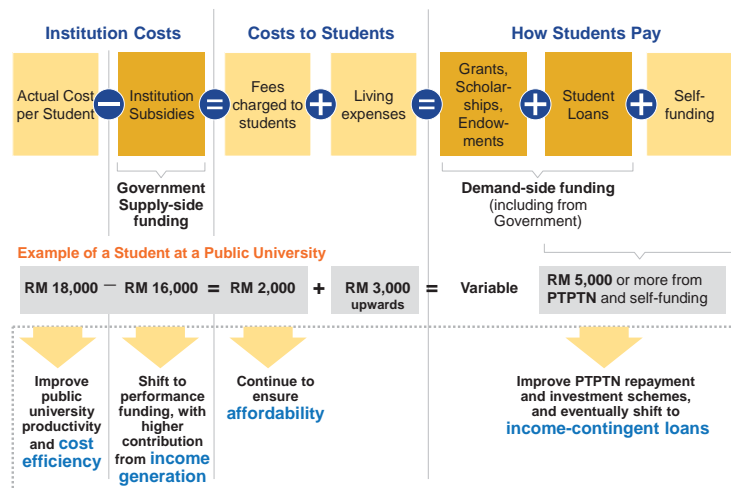 Institution Costs
Costs to Students
How Students Pay
Actual Cost
per Student
−
Institution
Subsidies
=
Fees
charged to
students
+
Living
expenses
=
Grants,
Scholar-
ships,
Endow-
ments
+
Student
Loans
+
Self-
funding
Government
Supply-side
funding
Demand-side funding
(including from
Government)
Example of a Student at a Public University
RM 18,000 − RM 16,000 = RM 2,000 + RM 3,000
upwards
= Variable
RM 5,000 or more from
PTPTN and self-funding
Improve
public
university
productivity
and cost
efficiency
Shift to
performance
funding, with
higher
contribution
from income
generation
Continue to
ensure
affordability
Improve PTPTN repayment
and investment schemes,
and eventually shift to
income-contingent loans